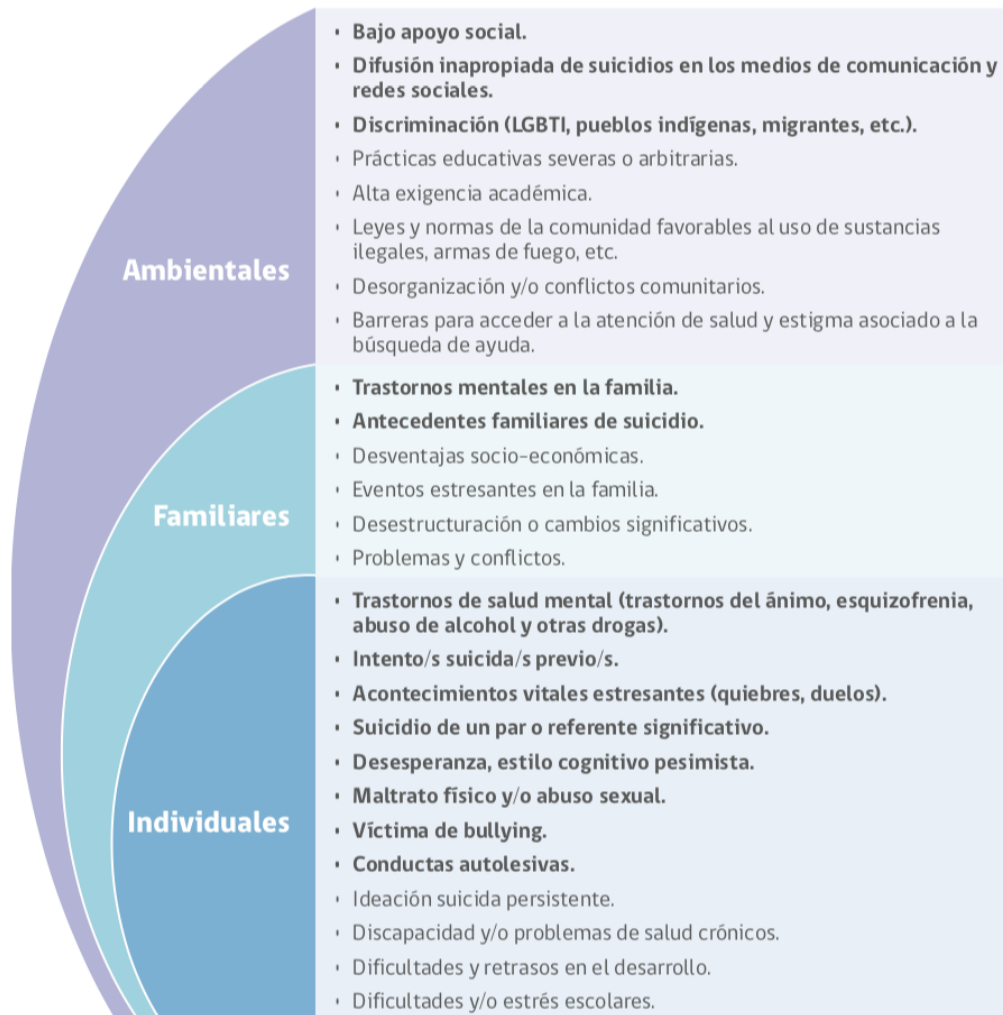 Ambientales
· Bajo apoyo social.
· Difusión inapropiada de suicidios en los medios de comunicación y
redes sociales.
· Discriminación (LGBTI, pueblos indígenas, migrantes, etc.).
· Prácticas educativas severas o arbitrarias.
· Alta exigencia académica.
· Leyes y normas de la comunidad favorables al uso de sustancias
ilegales, armas de fuego, etc.
· Desorganización y/o conflictos comunitarios.
· Barreras para acceder a la atención de salud y estigma asociado a la
búsqueda de ayuda.
Familiares
· Trastornos mentales en la familia.
· Antecedentes familiares de suicidio.
· Desventajas socio-económicas.
· Eventos estresantes en la familia.
· Desestructuración o cambios significativos.
· Problemas y conflictos.
Individuales
· Trastornos de salud mental (trastornos del ánimo, esquizofrenia,
abuso de alcohol y otras drogas).
· Intento/s suicida/s previo/s.
· Acontecimientos vitales estresantes (quiebres, duelos).
· Suicidio de un par o referente significativo.
· Desesperanza, estilo cognitivo pesimista.
· Maltrato físico y/o abuso sexual.
· Víctima de bullying.
· Conductas autolesivas.
· Ideación suicida persistente.
· Discapacidad y/o problemas de salud crónicos.
· Dificultades y retrasos en el desarrollo.
· Dificultades y/o estrés escolares.